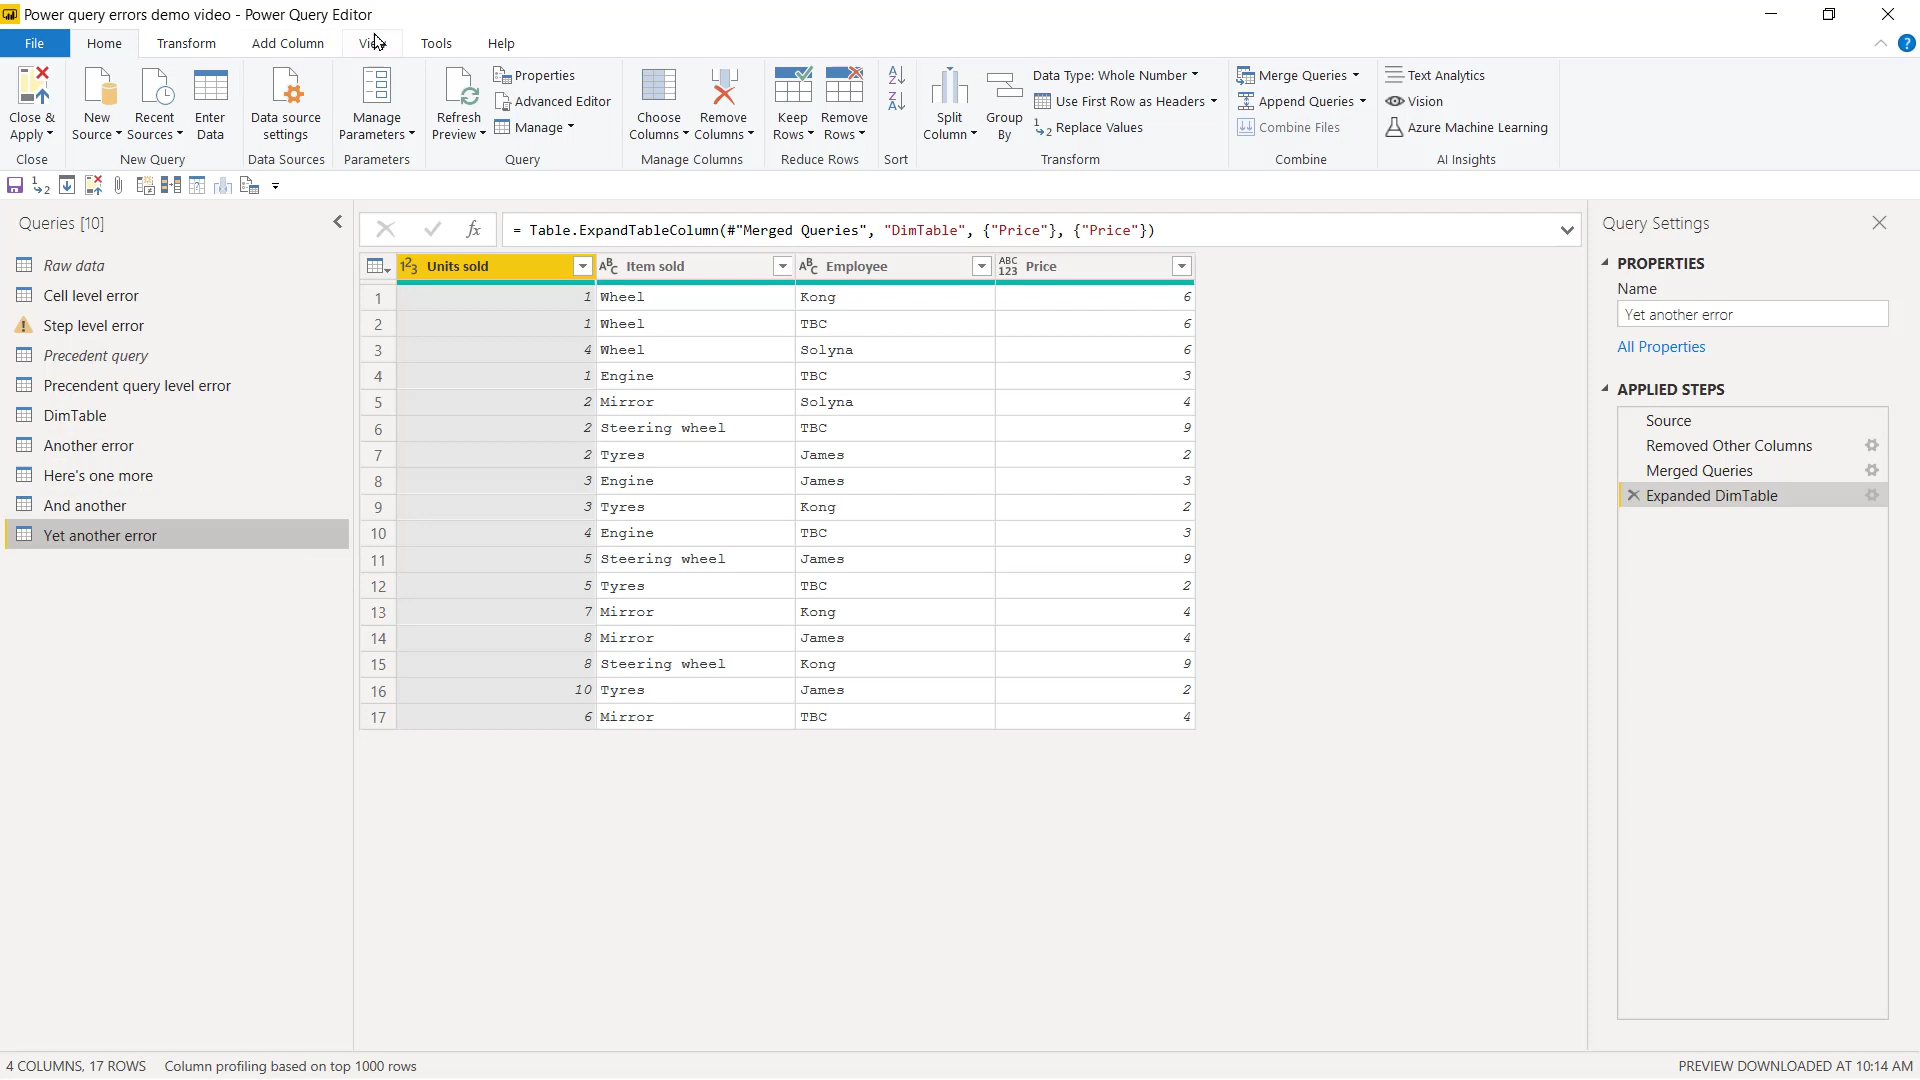 Power query errors demo video - Power Query Editor
File Home Transform Add Column View Tools Help
Close & Apply
Close
New Source
Recent Sources
Enter Data
New Query
Data source settings
Data Sources
Manage Parameters
Parameters
Refresh Preview
Properties
Advanced Editor
Manage
Query
Choose Columns
Remove Columns
Manage Columns
Keep Rows
Remove Rows
Reduce Rows
A Z
Z A
Sort
Split Column
Group By
Data Type: Whole Number
Use First Row as Headers
1 2 Replace Values
Transform
Merge Queries
Append Queries
Combine Files
Combine
Text Analytics
Vision
Azure Machine Learning
AI Insights
Queries [10]
Raw data
Cell level error
Step level error
Precedent query
Precendent query level error
DimTable
Another error
Here's one more
And another
Yet another error
fx = Table.ExpandTableColumn(#"Merged Queries", "DimTable", {"Price"}, {"Price"})
123 Units sold ABC Item sold ABC Employee ABC 123 Price
1 1 Wheel Kong 6
2 1 Wheel TBC 6
3 4 Wheel Solyna 6
4 1 Engine TBC 3
5 2 Mirror Solyna 4
6 2 Steering wheel TBC 9
7 2 Tyres James 2
8 3 Engine James 3
9 3 Tyres Kong 2
10 4 Engine TBC 3
11 5 Steering wheel James 9
12 5 Tyres TBC 2
13 7 Mirror Kong 4
14 8 Mirror James 4
15 8 Steering wheel Kong 9
16 10 Tyres James 2
17 6 Mirror TBC 4
Query Settings
PROPERTIES
Name
Yet another error
All Properties
APPLIED STEPS
Source
Removed Other Columns
Merged Queries
Expanded DimTable
4 COLUMNS, 17 ROWS Column profiling based on top 1000 rows
PREVIEW DOWNLOADED AT 10:14 AM